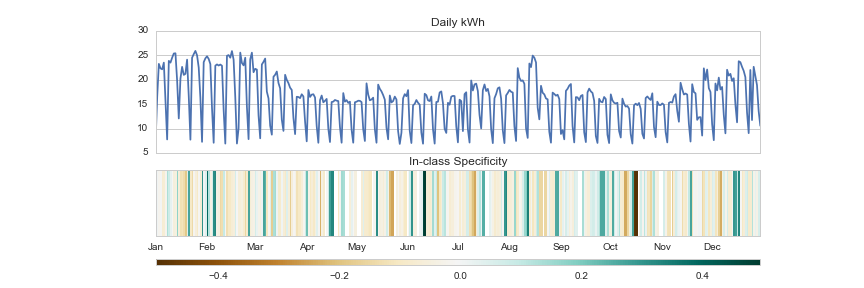 Daily kWh
30
25
20
15
10
5
In-class Specificity
Jan Feb Mar Apr May Jun Jul Aug Sep Oct Nov Dec
−0.4 −0.2 0.0 0.2 0.4